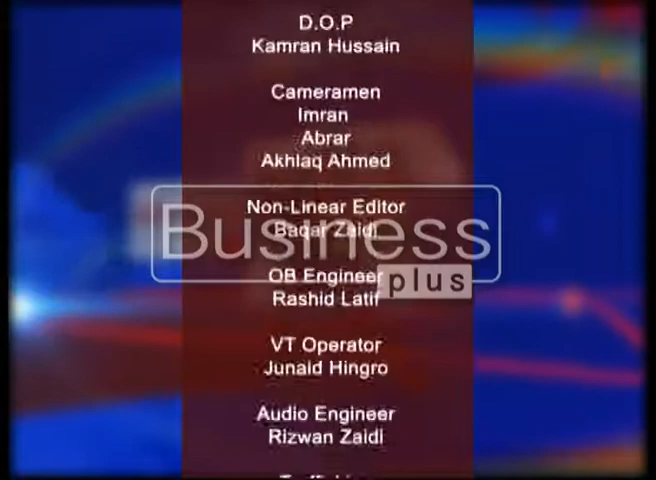 D.O.P
Kamran Hussain
Cameramen
Imran
Abrar
Akhlaq Ahmed
Non-Linear Editor
Baqar Zaidi
Business
plus
OB Engineer
Rashid Latif
VT Operator
Junaid Hingro
Audio Engineer
Rizwan Zaidi